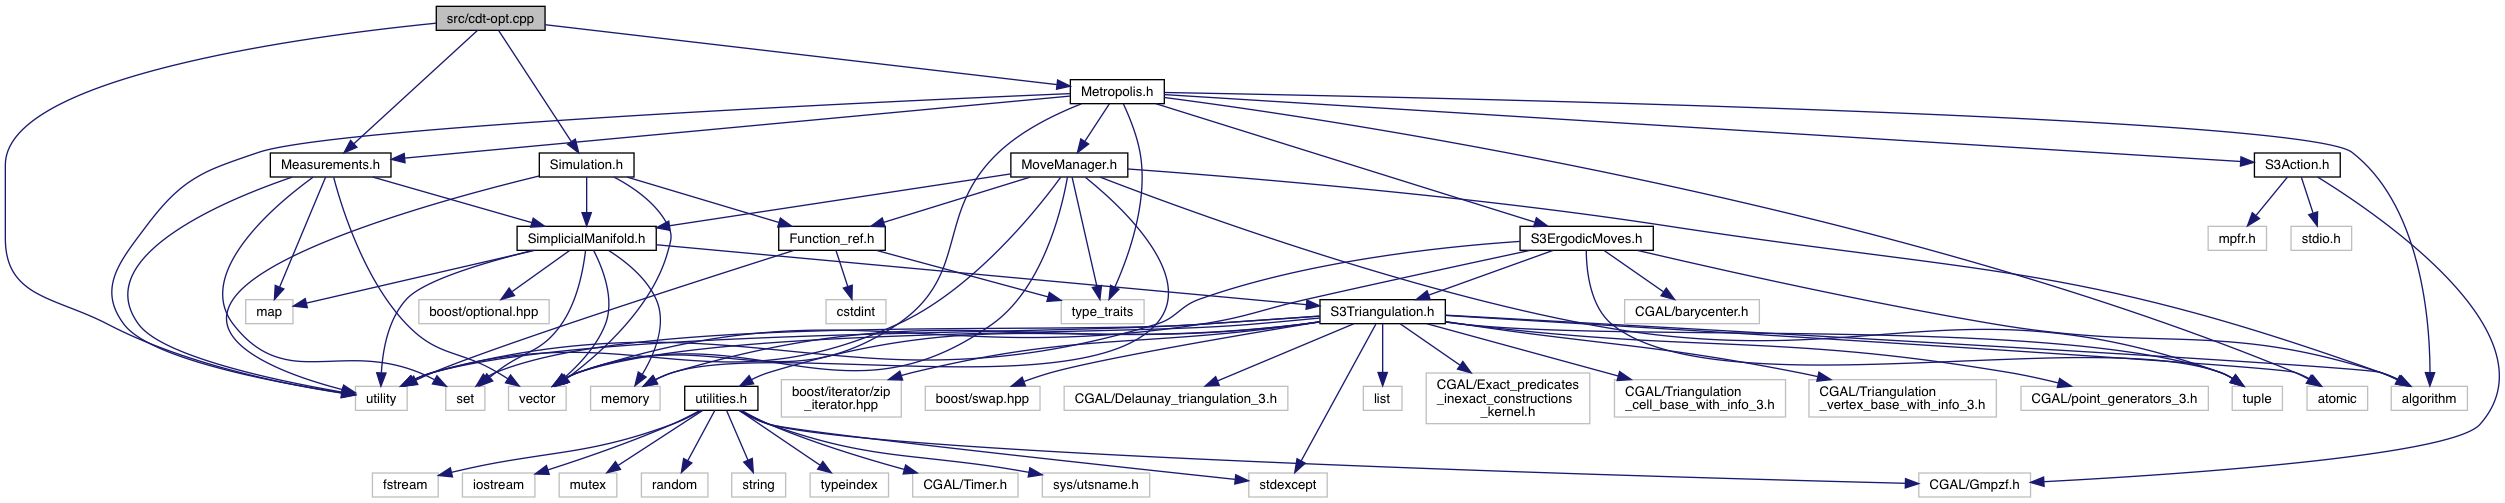 src/cdt-opt.cpp
Metropolis.h
Measurements.h
Simulation.h
MoveManager.h
S3Action.h
SimplicialManifold.h
Function_ref.h
S3ErgodicMoves.h
mpfr.h
stdio.h
map
boost/optional.hpp
cstdint
type_traits
S3Triangulation.h
CGAL/barycenter.h
utility
set
vector
memory
utilities.h
boost/iterator/zip
_iterator.hpp
boost/swap.hpp
CGAL/Delaunay_triangulation_3.h
list
CGAL/Exact_predicates
_inexact_constructions
_kernel.h
CGAL/Triangulation
_cell_base_with_info_3.h
CGAL/Triangulation
_vertex_base_with_info_3.h
CGAL/point_generators_3.h
tuple
atomic
algorithm
fstream
iostream
mutex
random
string
typeindex
CGAL/Timer.h
sys/utsname.h
stdexcept
CGAL/Gmpzf.h